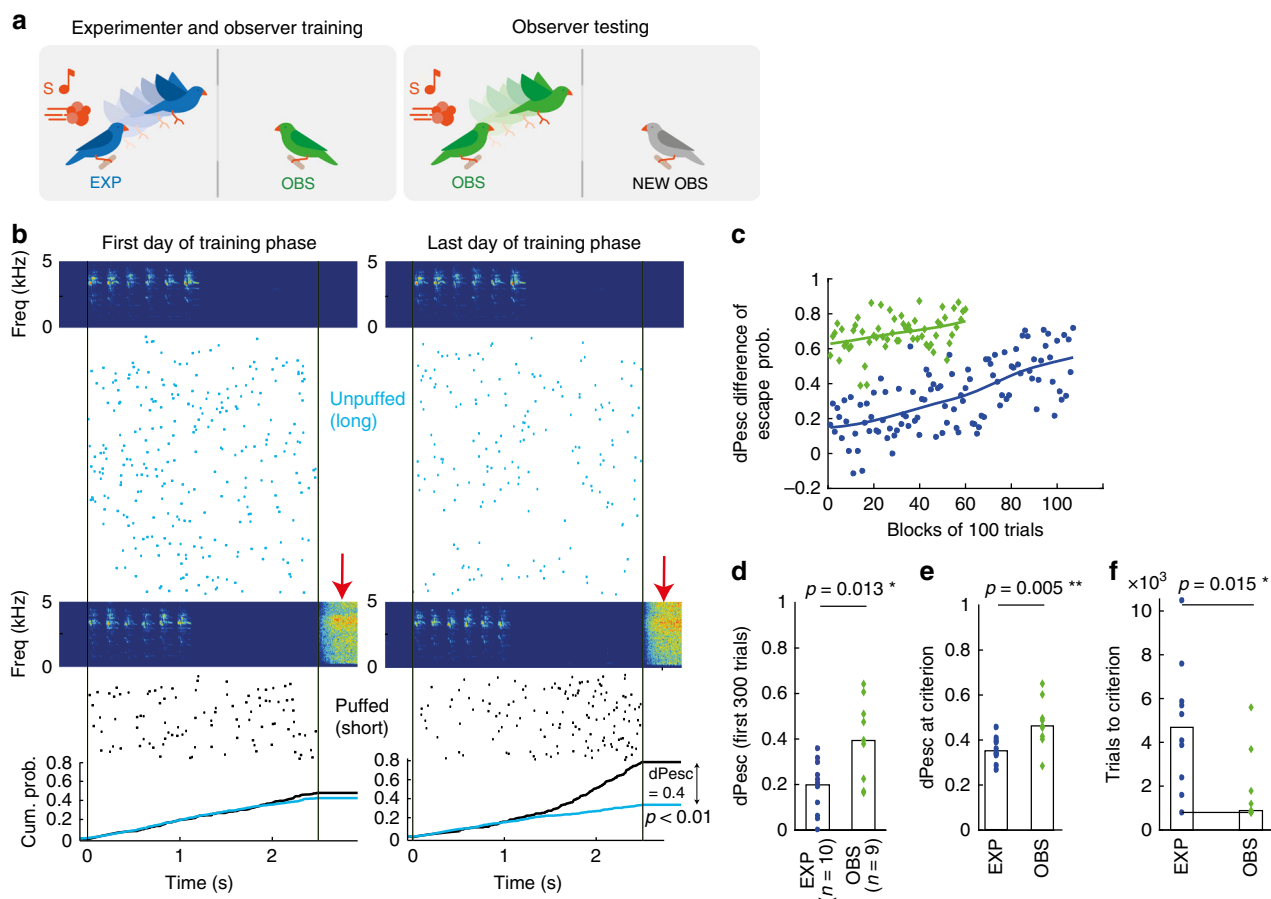 a
Experimenter and observer training
Observer testing
S
S
EXP
OBS
OBS
NEW OBS
b
First day of training phase
Last day of training phase
Freq (kHz)
5
0
5
0
Unpuffed
(long)
Freq (kHz)
5
0
5
0
Puffed
(short)
Cum. prob.
0.8
0.4
0.2
0
0.8
0.6
0.4
0.2
0
dPesc
= 0.4
p < 0.01
0
1
2
0
1
2
Time (s)
Time (s)
c
dPesc difference of
escape prob.
1
0.8
0.6
0.4
0.2
0
–0.2
0
20
40
60
80
100
Blocks of 100 trials
d
p = 0.013 *
dPesc (first 300 trials)
1
0.8
0.6
0.4
0.2
0
EXP
(n = 10)
OBS
(n = 9)
e
p = 0.005 **
dPesc at criterion
1
0.8
0.6
0.4
0.2
0
EXP
OBS
f
×10³
p = 0.015 *
Trials to criterion
10
8
6
4
2
0
EXP
OBS